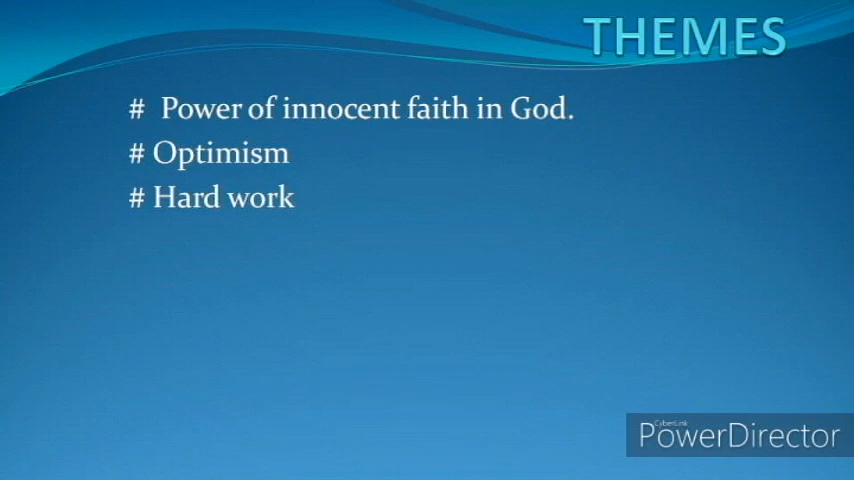 THEMES
# Power of innocent faith in God.
# Optimism
# Hard work
CyberLink
PowerDirector